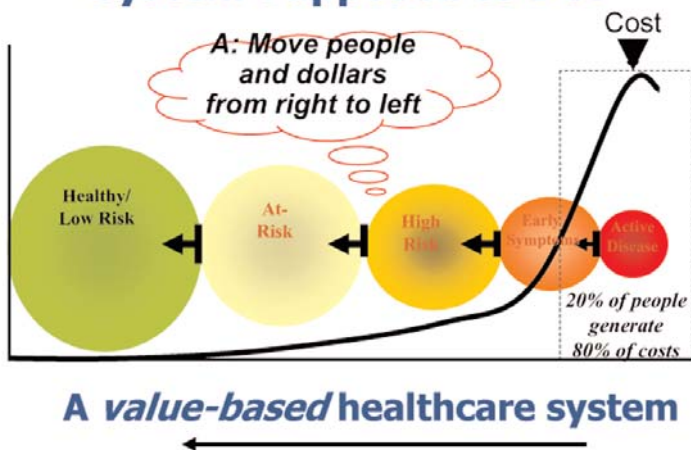 Cost
A: Move people
and dollars
from right to left
Healthy/
Low Risk
At-
Risk
High
Risk
Early
Symptoms
Active
Disease
20% of people
generate
80% of costs
A value-based healthcare system